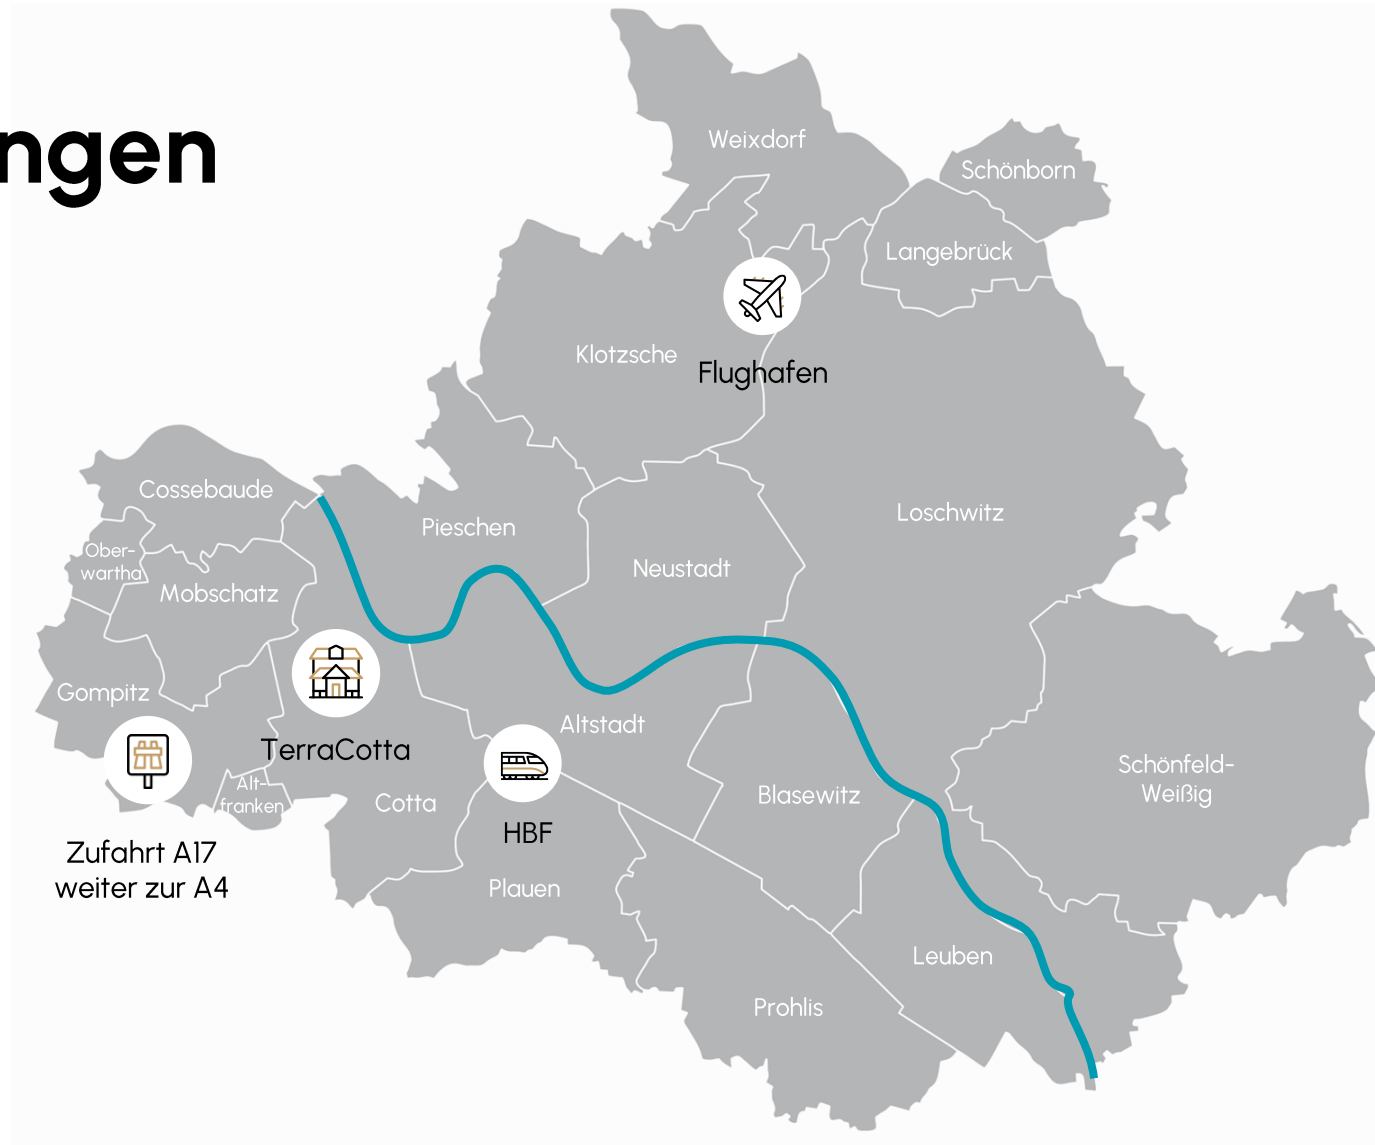 ngen
Weixdorf
Schönborn
Langebrück
Klotzsche
Flughafen
Cossebaude
Pieschen
Loschwitz
Ober-
wartha
Neustadt
Mobschatz
Gompitz
Altstadt
TerraCotta
Schönfeld-
Weißig
Alt-
franken
Cotta
Blasewitz
HBF
Zufahrt A17
weiter zur A4
Plauen
Leuben
Prohlis